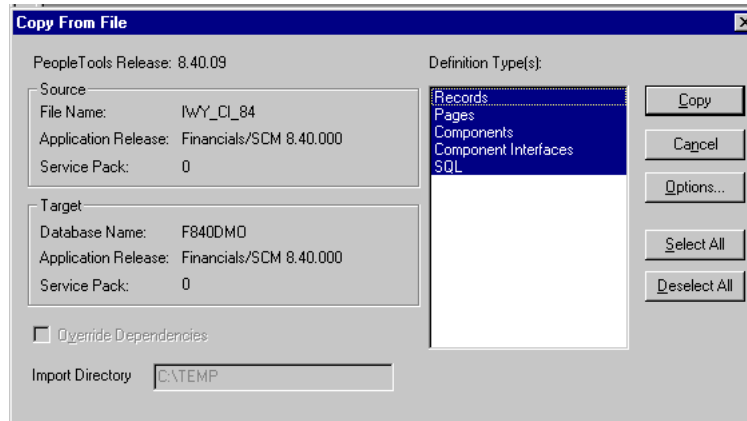 Copy From File
PeopleTools Release: 8.40.09
Source
File Name: IWY_CI_84
Application Release: Financials/SCM 8.40.000
Service Pack: 0
Target
Database Name: F840DMO
Application Release: Financials/SCM 8.40.000
Service Pack: 0
Override Dependencies
Import Directory C:\TEMP
Definition Type(s):
Records
Pages
Components
Component Interfaces
SQL
Copy
Cancel
Options...
Select All
Deselect All